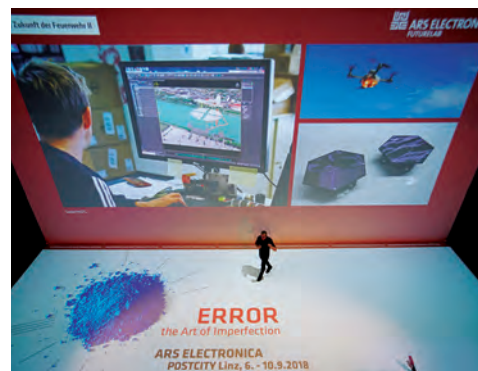 Zukunft des Feuerwehr II
ARS ELECTRON
FUTURELAB
ERROR
the Art of Imperfection
ARS ELECTRONICA
POSTCITY Linz, 6. - 10.9.2018